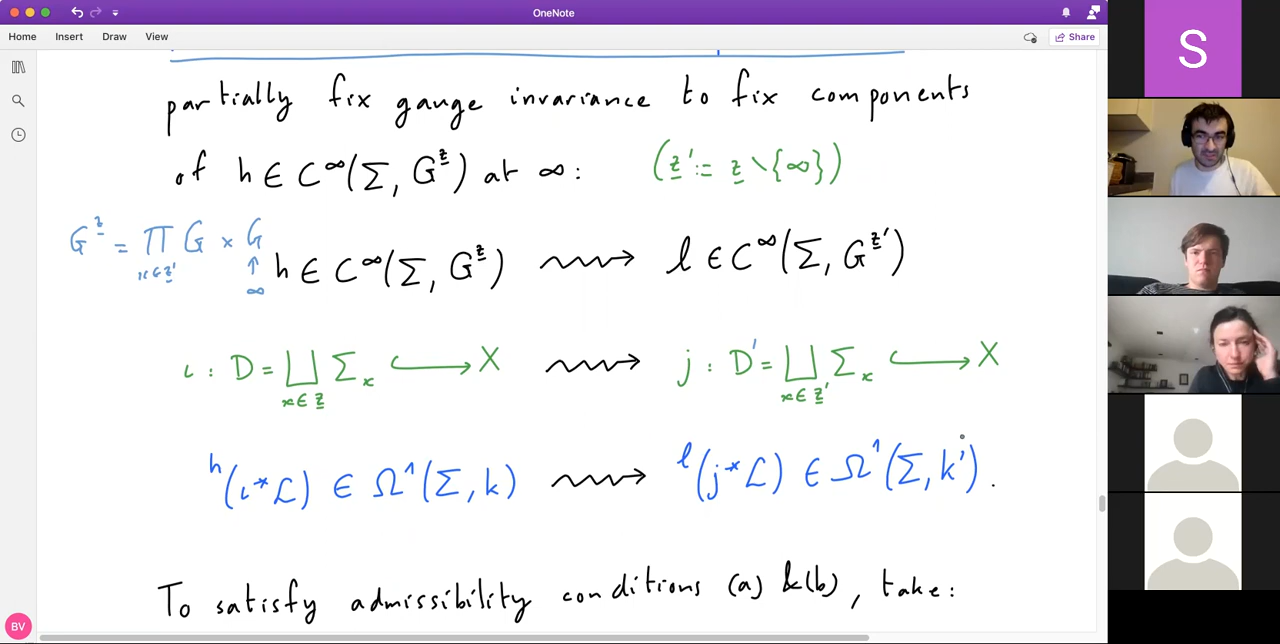 OneNote
Home Insert Draw View Share
partially fix gauge invariance to fix components
of h ∈ C^∞(Σ, G^z̲) at ∞: (z̲' := z̲ \ {∞})
G^z̲ = ∏_{x∈z̲'} G × G
↑
∞
h ∈ C^∞(Σ, G^z̲) ⇝ l ∈ C^∞(Σ, G^z̲')
ι : D = ⊔_{x∈z̲} Σ_x ↪ X ⇝ j : D' = ⊔_{x∈z̲'} Σ_x ↪ X
^h(ι*L) ∈ Ω^1(Σ, k) ⇝ ^l(j*L) ∈ Ω^1(Σ, k').
To satisfy admissibility conditions (a) & (b), take:
S
BV